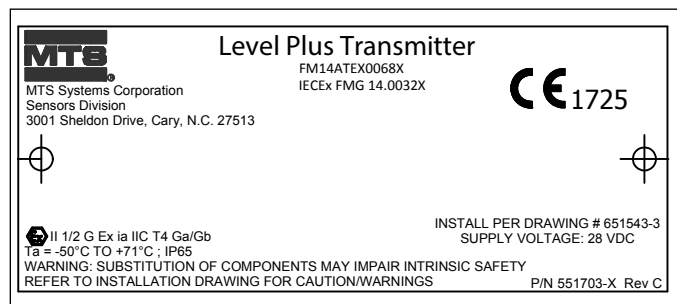 MTS
®
Level Plus Transmitter
FM14ATEX0068X
IECEx FMG 14.0032X
CE 1725
MTS Systems Corporation
Sensors Division
3001 Sheldon Drive, Cary, N.C. 27513
Ex II 1/2 G Ex ia IIC T4 Ga/Gb
Ta = -50°C TO +71°C ; IP65
INSTALL PER DRAWING # 651543-3
SUPPLY VOLTAGE: 28 VDC
WARNING: SUBSTITUTION OF COMPONENTS MAY IMPAIR INTRINSIC SAFETY
REFER TO INSTALLATION DRAWING FOR CAUTION/WARNINGS
P/N 551703-X Rev C